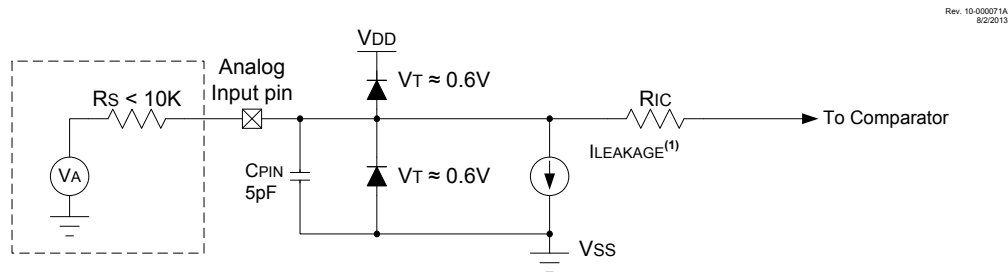 Rev. 10-000071A
8/2/2013
VDD
Analog
Input pin
RS < 10K
VT ≈ 0.6V
RIC
To Comparator
ILEAKAGE(1)
VA
CPIN
5pF
VT ≈ 0.6V
VSS